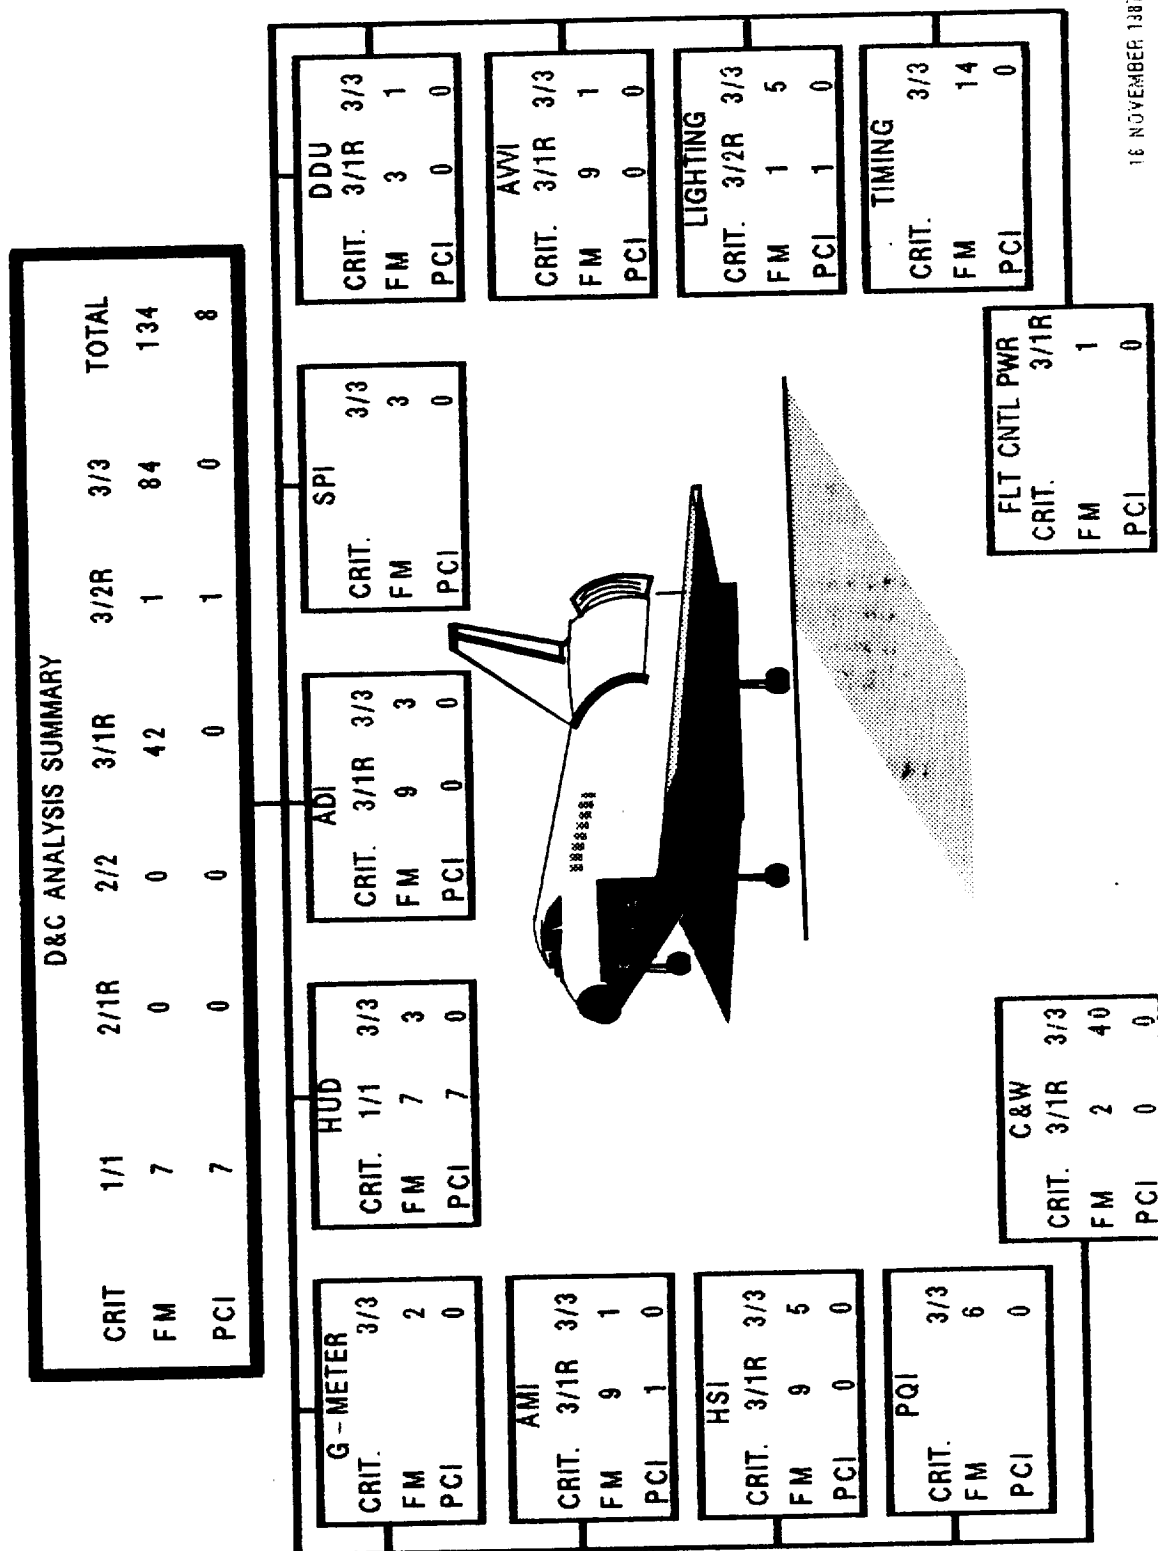 D&C ANALYSIS SUMMARY
CRIT 1/1 2/1R 2/2 3/1R 3/2R 3/3 TOTAL
FM 7 0 0 42 1 84 134
PCI 7 0 0 0 1 0 8
G-METER
CRIT. 3/3
FM 2
PCI 0
HUD
CRIT. 1/1 3/3
FM 7 3
PCI 7 0
ADI
CRIT. 3/1R 3/3
FM 9 3
PCI 0 0
SPI
CRIT. 3/3
FM 3
PCI 0
DDU
CRIT. 3/1R 3/3
FM 3 1
PCI 0 0
AMI
CRIT. 3/1R 3/3
FM 9 1
PCI 1 0
AVVI
CRIT. 3/1R 3/3
FM 9 1
PCI 0 0
HSI
CRIT. 3/1R 3/3
FM 9 5
PCI 0 0
LIGHTING
CRIT. 3/2R 3/3
FM 1 5
PCI 1 0
PQI
CRIT. 3/3
FM 6
PCI 0
TIMING
CRIT. 3/3
FM 14
PCI 0
C&W
CRIT. 3/1R 3/3
FM 2 40
PCI 0 0
FLT CNTL PWR
CRIT. 3/1R
FM 1
PCI 0
NOVEMBER